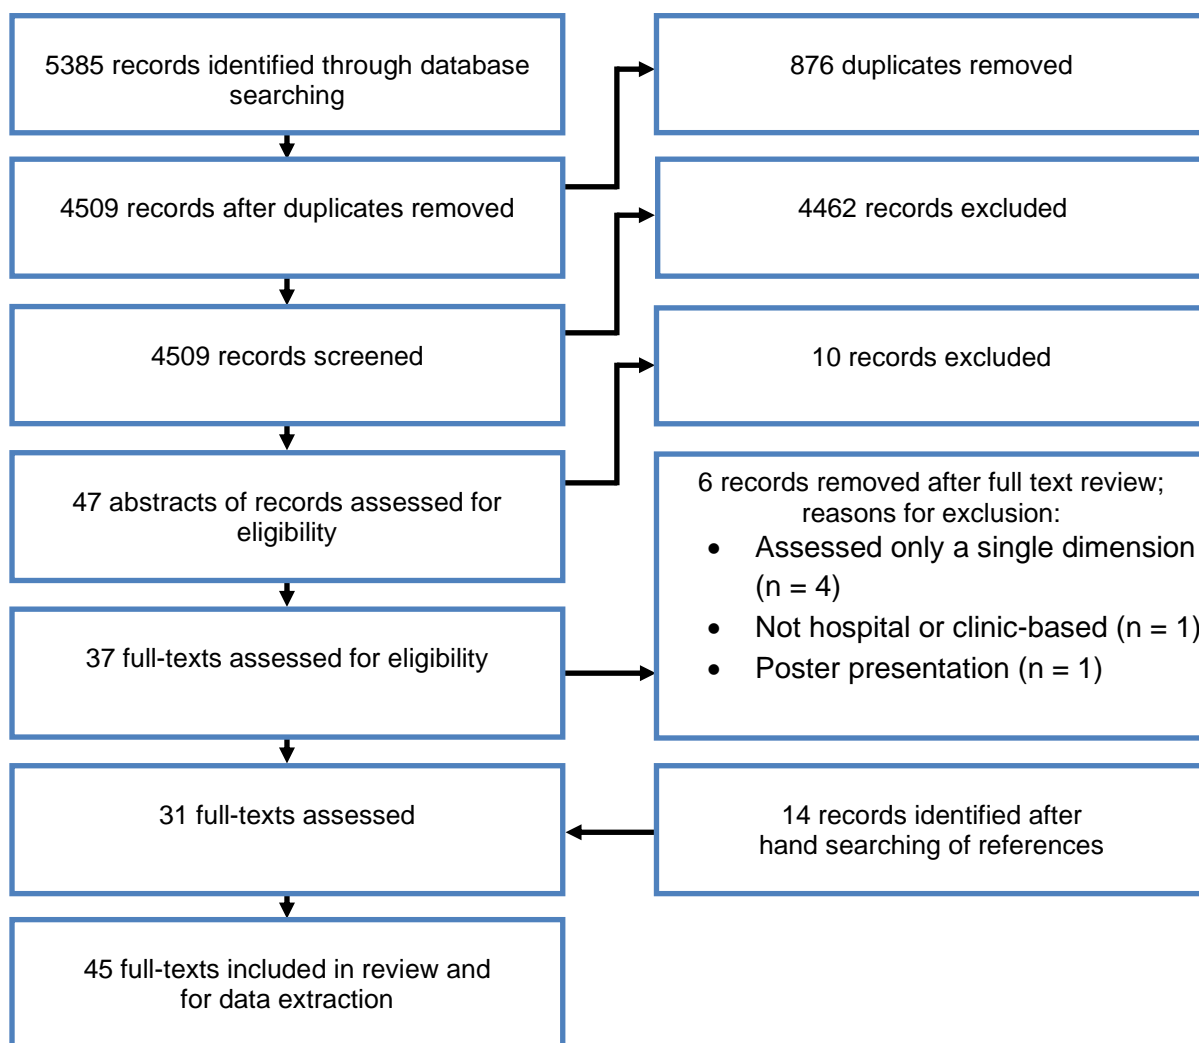 5385 records identified through database
searching
876 duplicates removed
4509 records after duplicates removed
4462 records excluded
4509 records screened
10 records excluded
47 abstracts of records assessed for
eligibility
6 records removed after full text review;
reasons for exclusion:
• Assessed only a single dimension
(n = 4)
• Not hospital or clinic-based (n = 1)
• Poster presentation (n = 1)
37 full-texts assessed for eligibility
31 full-texts assessed
14 records identified after
hand searching of references
45 full-texts included in review and
for data extraction